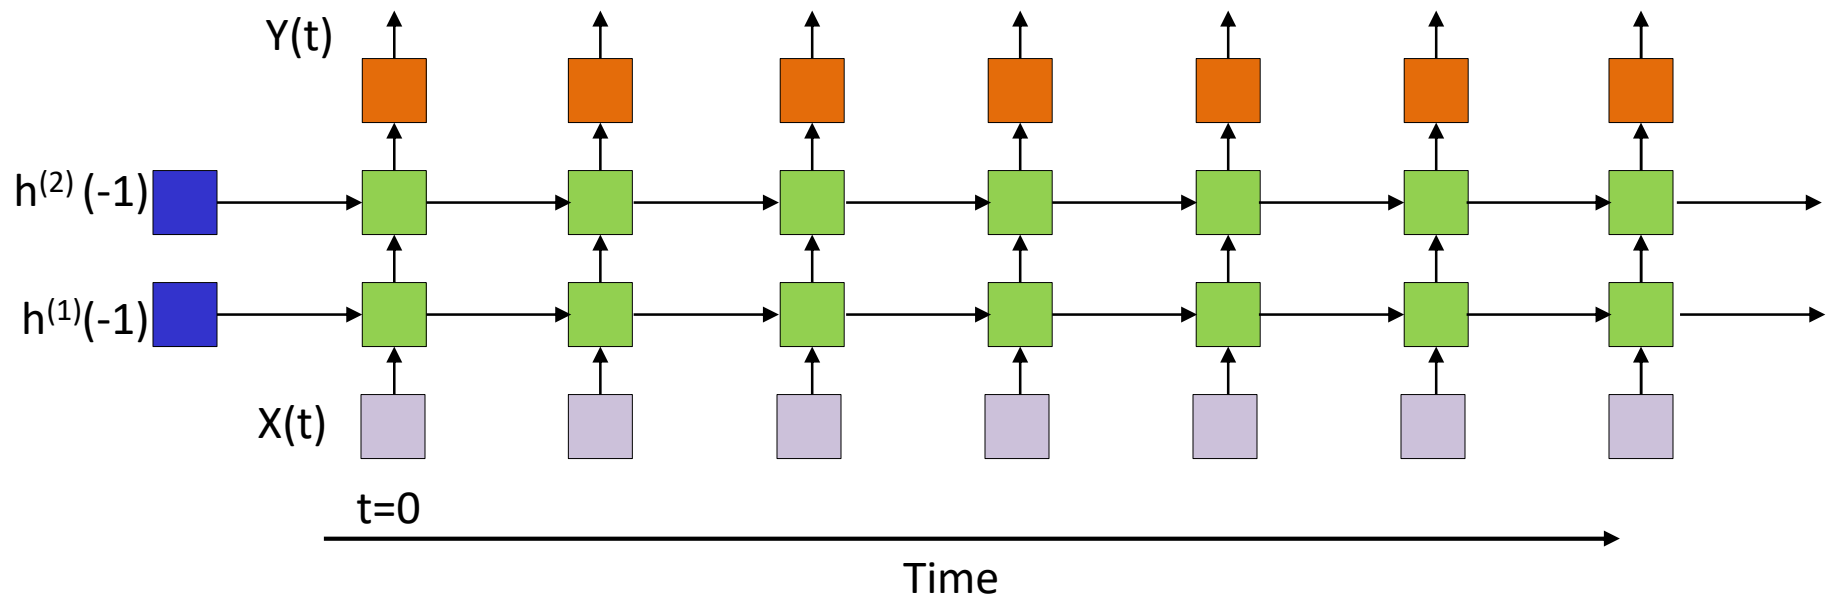 Y(t)
h⁽²⁾ (-1)
h⁽¹⁾(-1)
X(t)
t=0
Time